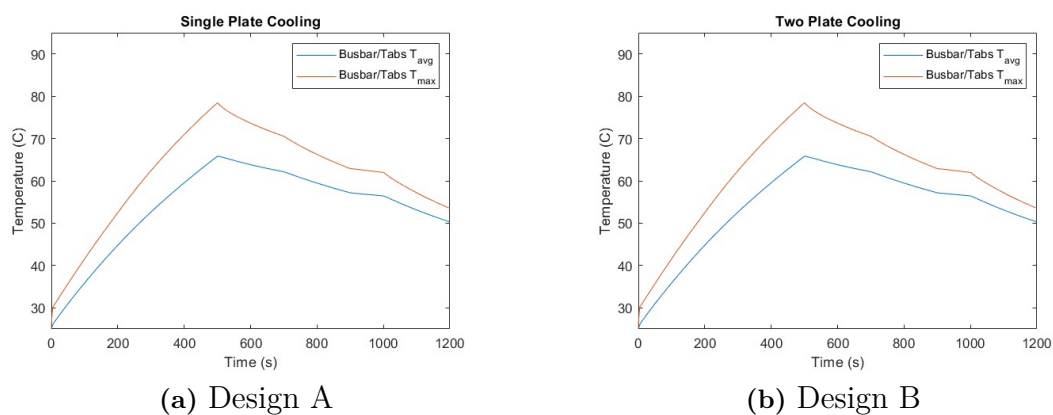 Single Plate Cooling
Temperature (C)
90
80
70
60
50
40
30
Busbar/Tabs T_avg
Busbar/Tabs T_max
0 200 400 600 800 1000 1200
Time (s)
(a) Design A
Two Plate Cooling
Temperature (C)
90
80
70
60
50
40
30
Busbar/Tabs T_avg
Busbar/Tabs T_max
0 200 400 600 800 1000 1200
Time (s)
(b) Design B